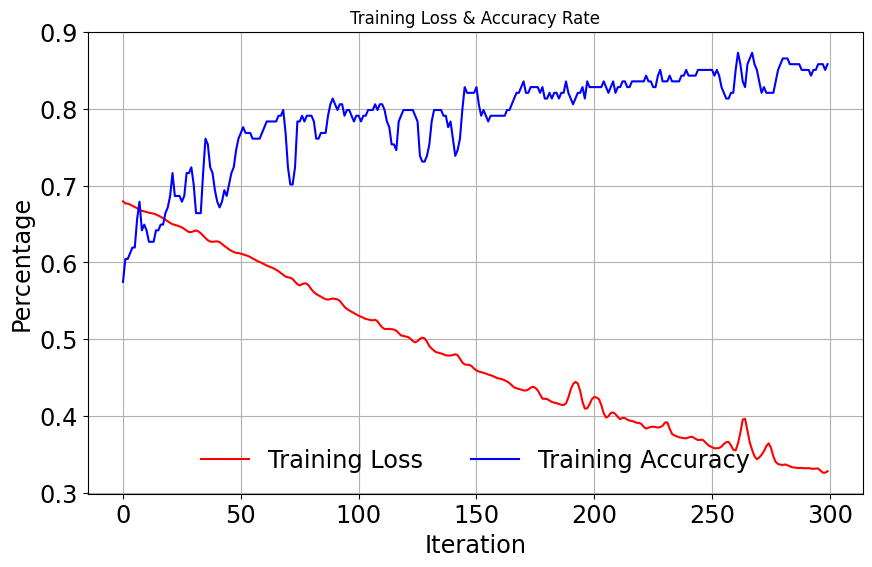 Training Loss & Accuracy Rate
Percentage
0.9
0.8
0.7
0.6
0.5
0.4
0.3
Training Loss
Training Accuracy
0 50 100 150 200 250 300
Iteration